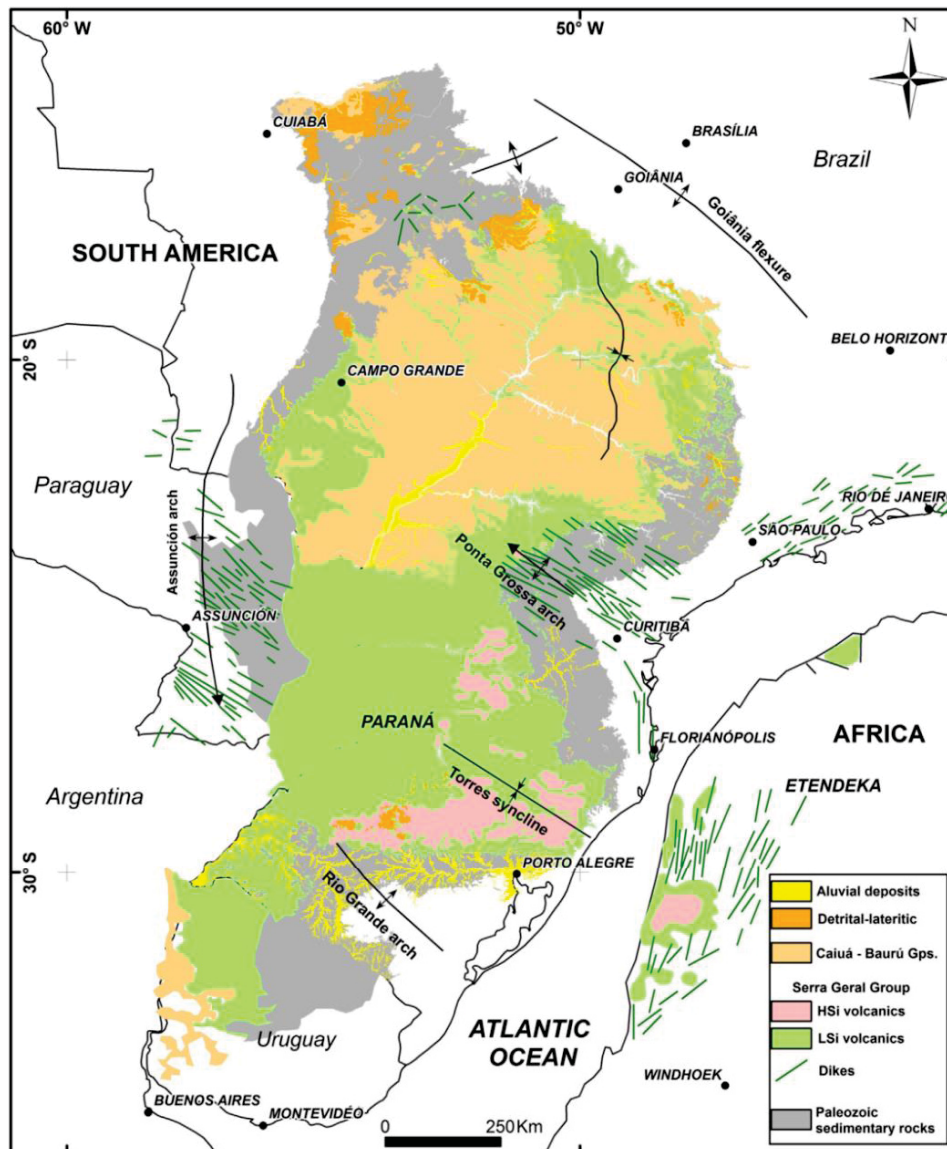 60° W
50° W
N
CUIABÁ
BRASÍLIA
Brazil
GOIÂNIA
Goiânia flexure
SOUTH AMERICA
BELO HORIZONT
20° S
CAMPO GRANDE
Paraguay
RIO DE JANEIR
SÃO PAULO
Assunción arch
Ponta Grossa arch
ASSUNCIÓN
CURITIBA
PARANÁ
FLORIANÓPOLIS
AFRICA
Torres syncline
ETENDEKA
Argentina
30° S
PORTO ALEGRE
Rio Grande arch
Uruguay
ATLANTIC
OCEAN
WINDHOEK
BUENOS AIRES
MONTEVIDÉO
0 250 Km
Aluvial deposits
Detrital-lateritic
Caiuá - Baurú Gps.
Serra Geral Group
HSi volcanics
LSi volcanics
Dikes
Paleozoic
sedimentary rocks